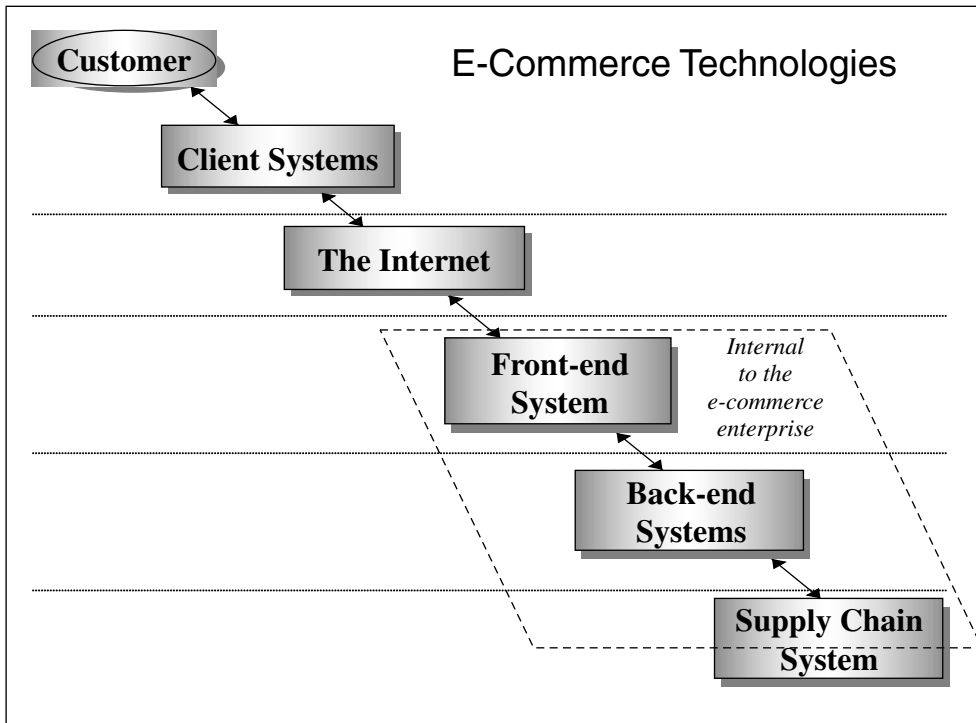 Customer
E-Commerce Technologies
Client Systems
The Internet
Front-end
System
Internal
to the
e-commerce
enterprise
Back-end
Systems
Supply Chain
System